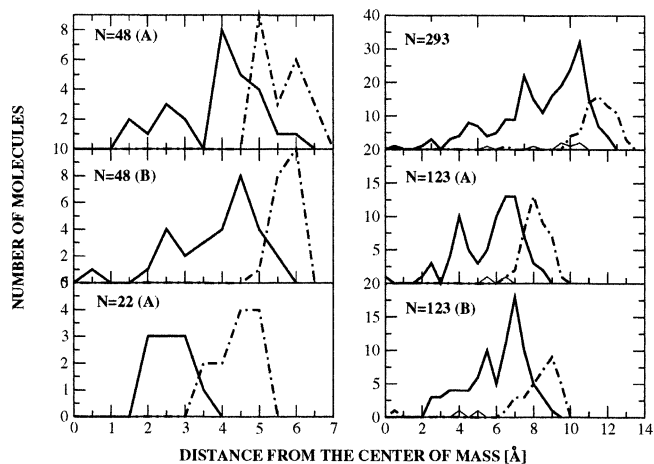 N=48 (A)
N=293
N=48 (B)
N=123 (A)
N=22 (A)
N=123 (B)
NUMBER OF MOLECULES
8
6
4
2
10
8
6
4
2
4
3
2
1
0
40
30
20
10
20
15
10
5
20
15
10
5
0
0 1 2 3 4 5 6 7
0 2 4 6 8 10 12 14
DISTANCE FROM THE CENTER OF MASS [Å]